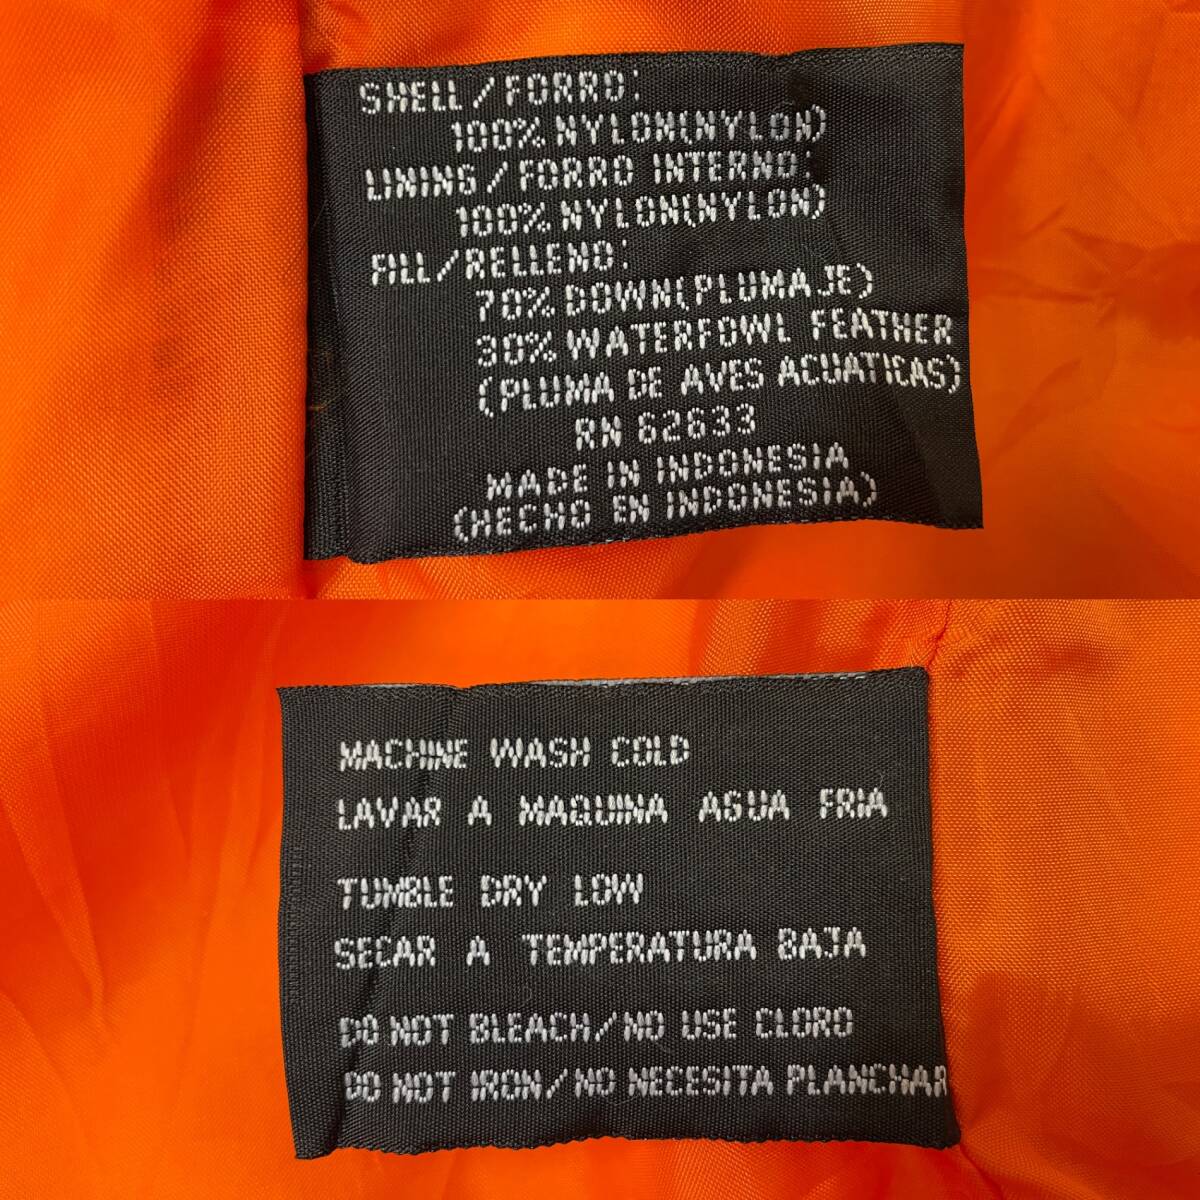 SHELL/FORRO:
100% NYLON(NYLON)
LINING/FORRO INTERNO:
100% NYLON(NYLON)
FILL/RELLENO:
70% DOWN(PLUMAJE)
30% WATERFOWL FEATHER
(PLUMA DE AVES ACUATICAS)
RN 62633
MADE IN INDONESIA
(HECHO EN INDONESIA)
MACHINE WASH COLD
LAVAR A MAQUINA AGUA FRIA
TUMBLE DRY LOW
SECAR A TEMPERATURA BAJA
DO NOT BLEACH/NO USE CLORO
DO NOT IRON/NO NECESITA PLANCHAR